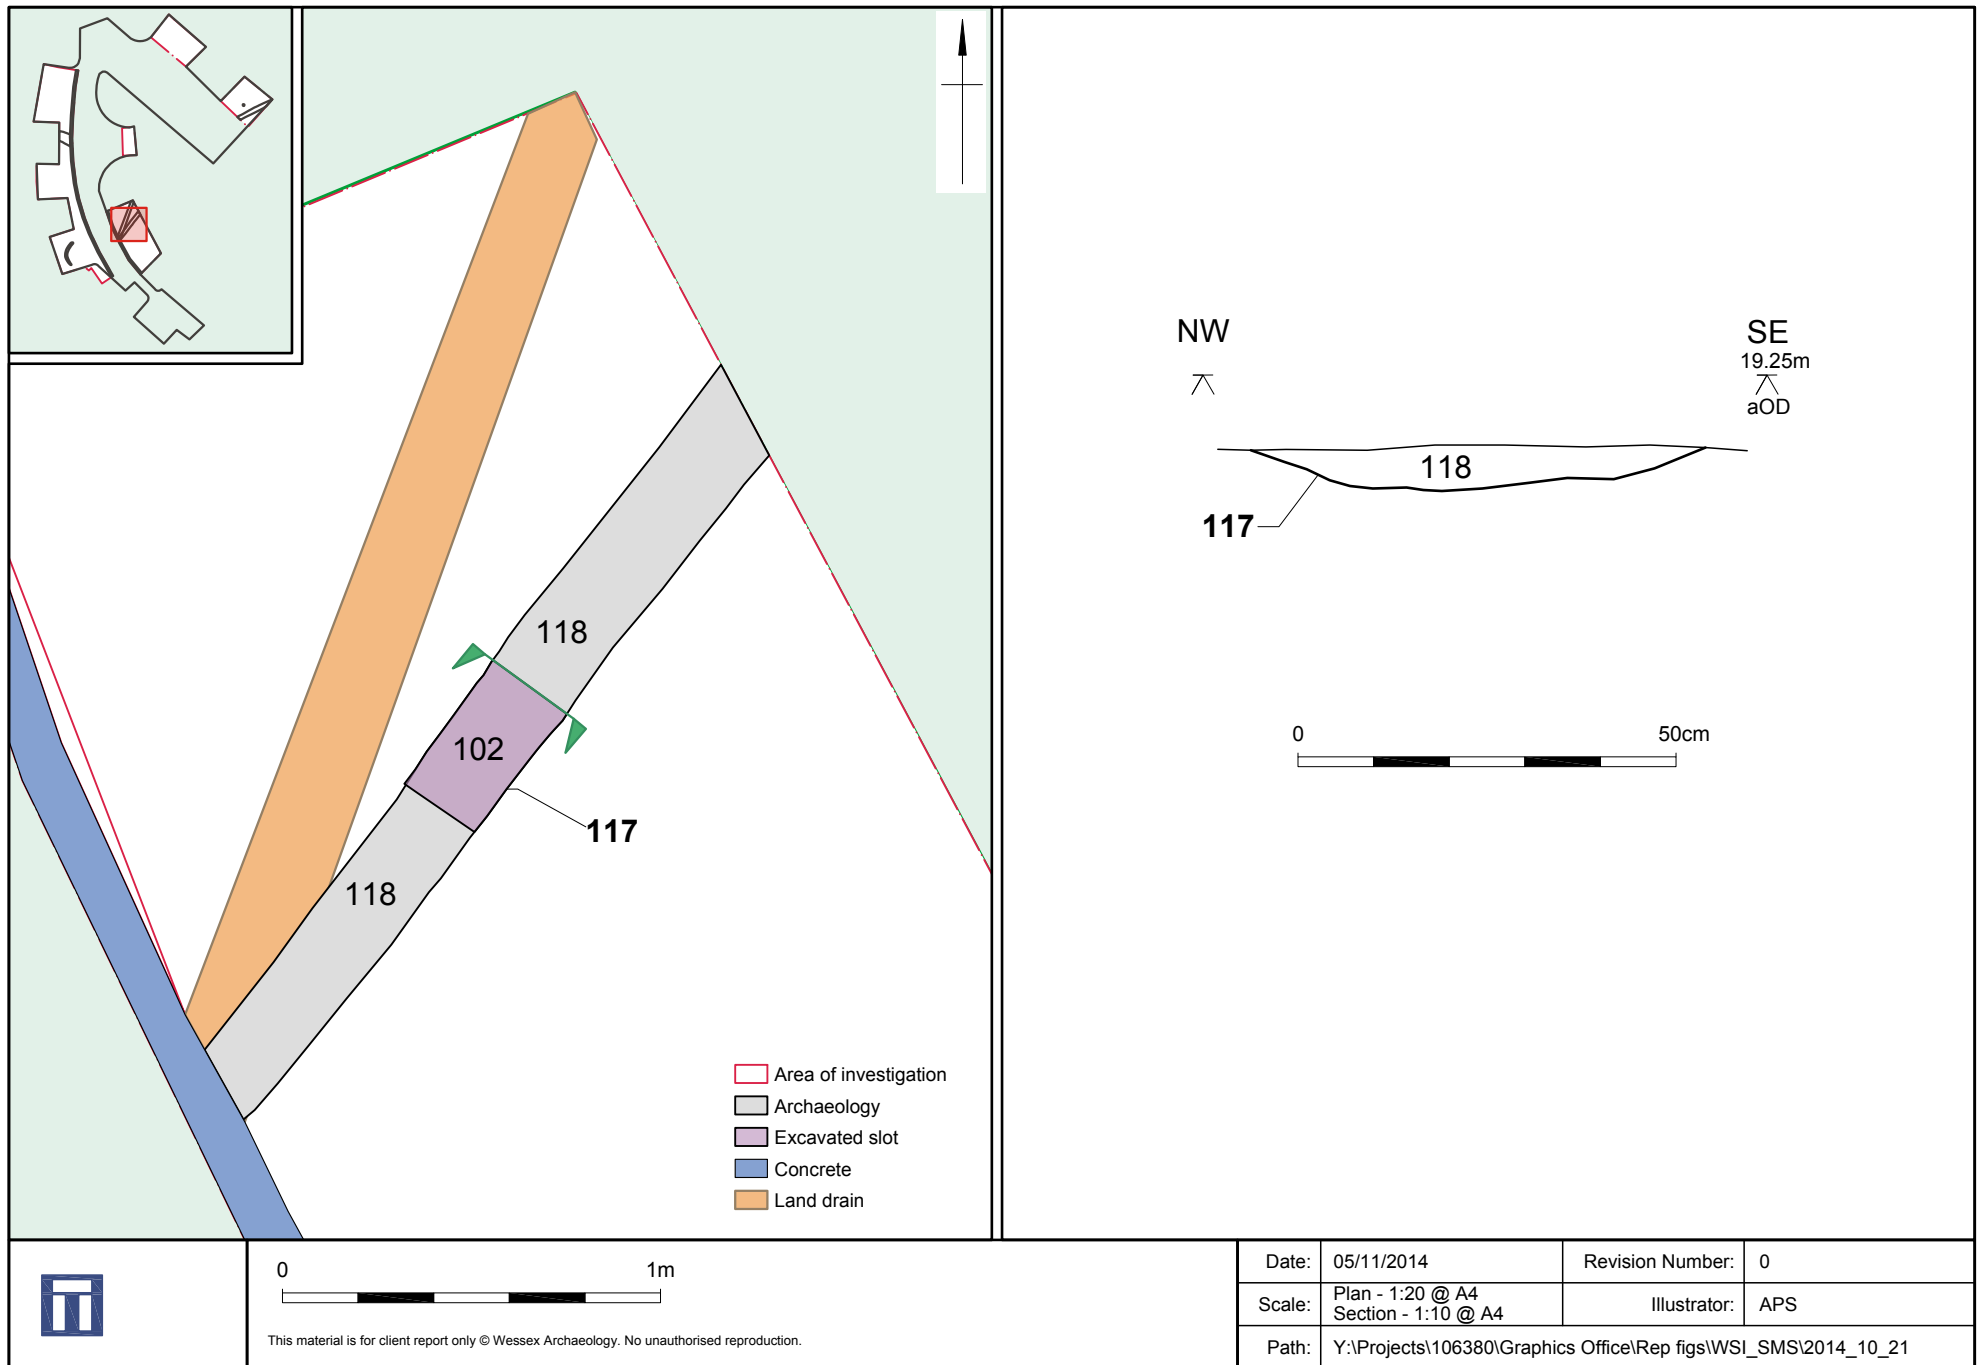 118
102
117
118
Area of investigation
Archaeology
Excavated slot
Concrete
Land drain
NW
SE
19.25m
aOD
118
117
0 50cm
0 1m
This material is for client report only © Wessex Archaeology. No unauthorised reproduction.
Date: 05/11/2014 Revision Number: 0
Scale: Plan - 1:20 @ A4
Section - 1:10 @ A4 Illustrator: APS
Path: Y:\Projects\106380\Graphics Office\Rep figs\WSI_SMS\2014_10_21